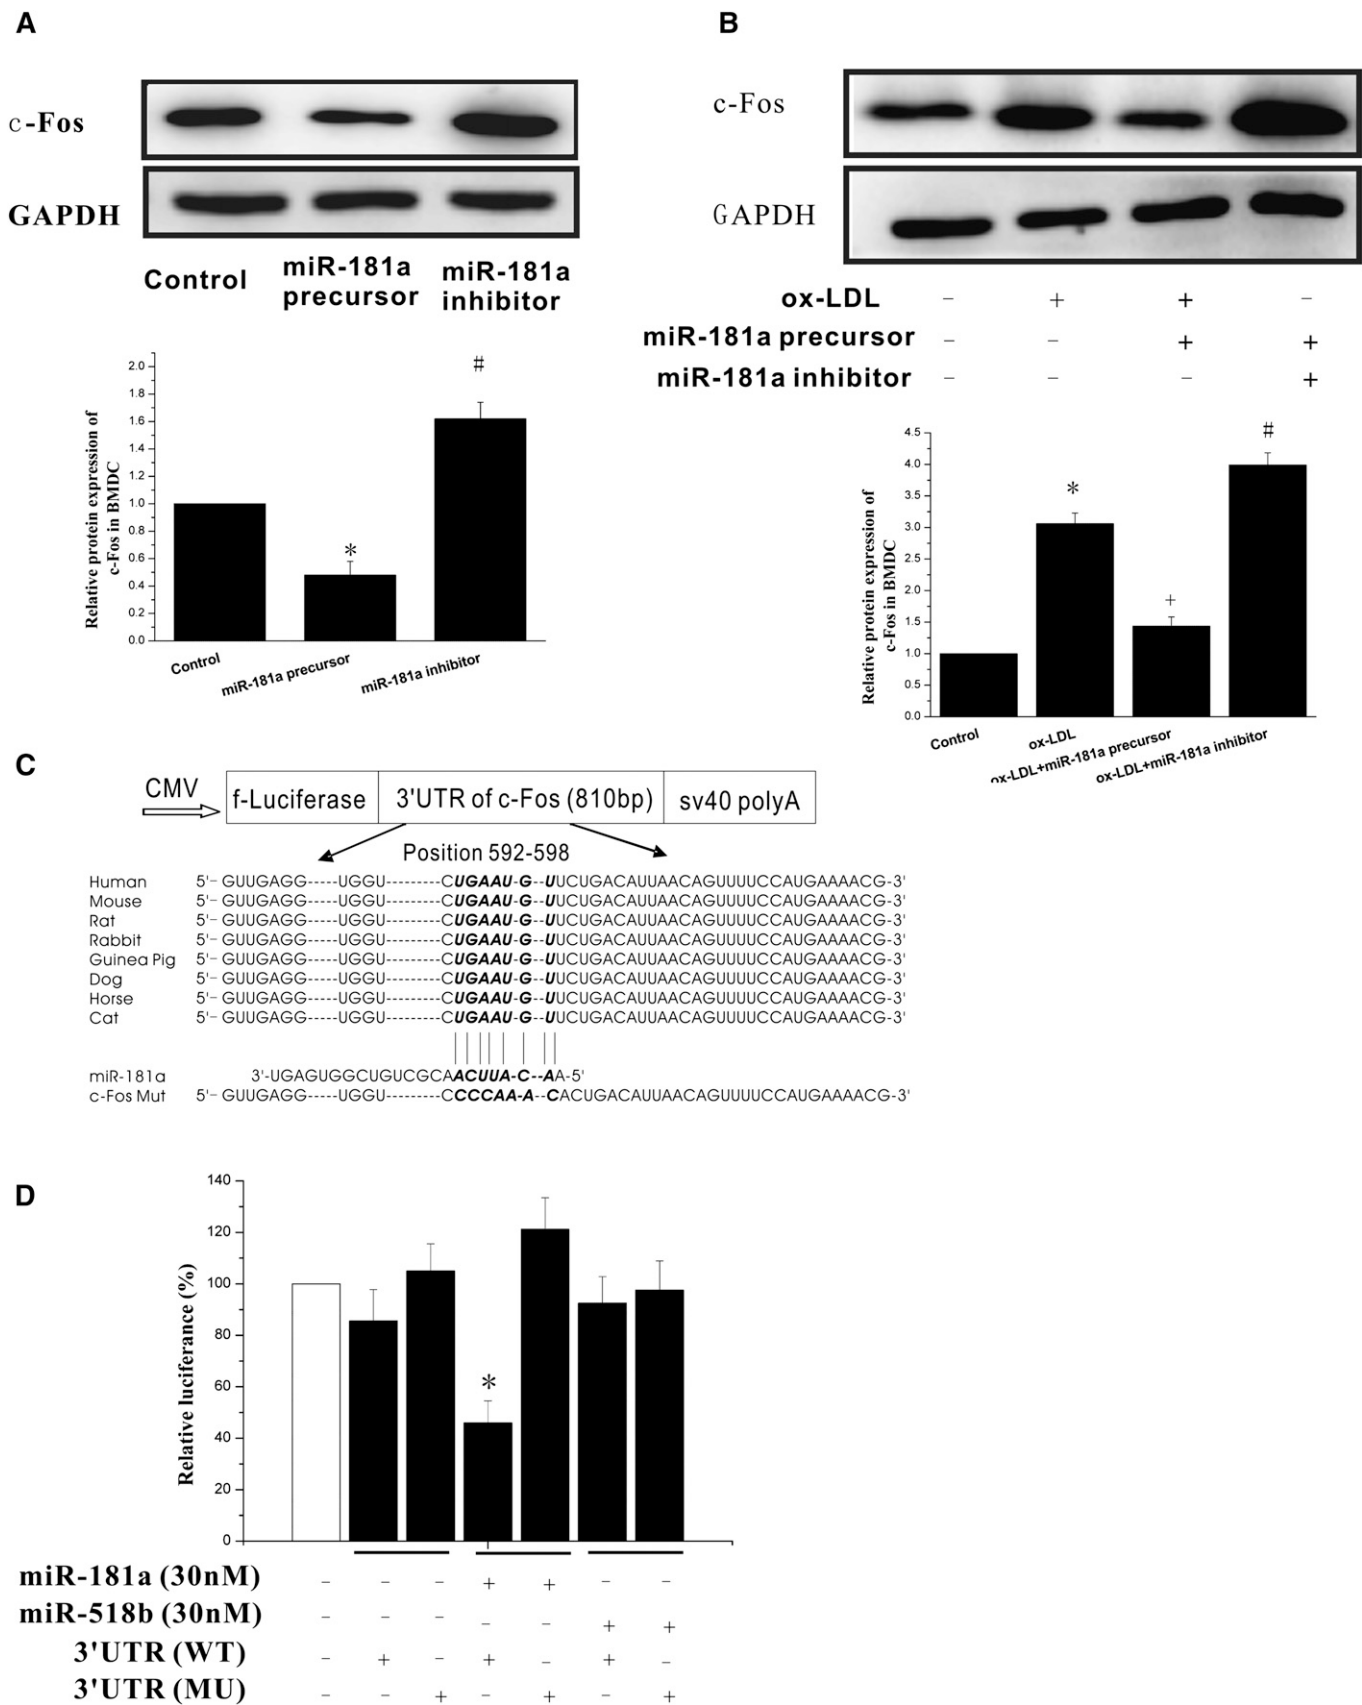 A
c-Fos
GAPDH
Control
miR-181a precursor
miR-181a inhibitor
#
*
2.0
1.8
1.6
1.4
1.2
1.0
0.8
0.6
0.4
0.2
0.0
Relative protein expression of
c-Fos in BMDC
Control
miR-181a precursor
miR-181a inhibitor
B
c-Fos
GAPDH
ox-LDL − + + −
miR-181a precursor − − + +
miR-181a inhibitor − − − +
4.5
4.0
3.5
3.0
2.5
2.0
1.5
1.0
0.5
0.0
#
*
+
Relative protein expression of
c-Fos in BMDC
Control
ox-LDL
ox-LDL+miR-181a precursor
ox-LDL+miR-181a inhibitor
C
CMV
f-Luciferase
3'UTR of c-Fos (810bp)
sv40 polyA
Position 592-598
Human 5'- GUUGAGG----UGGU--------CUGAAU-G--UUCUGACAUUAACAGUUUUCCAUGAAAACG-3'
Mouse 5'- GUUGAGG----UGGU--------CUGAAU-G--UUCUGACAUUAACAGUUUUCCAUGAAAACG-3'
Rat 5'- GUUGAGG----UGGU--------CUGAAU-G--UUCUGACAUUAACAGUUUUCCAUGAAAACG-3'
Rabbit 5'- GUUGAGG----UGGU--------CUGAAU-G--UUCUGACAUUAACAGUUUUCCAUGAAAACG-3'
Guinea Pig 5'- GUUGAGG----UGGU--------CUGAAU-G--UUCUGACAUUAACAGUUUUCCAUGAAAACG-3'
Dog 5'- GUUGAGG----UGGU--------CUGAAU-G--UUCUGACAUUAACAGUUUUCCAUGAAAACG-3'
Horse 5'- GUUGAGG----UGGU--------CUGAAU-G--UUCUGACAUUAACAGUUUUCCAUGAAAACG-3'
Cat 5'- GUUGAGG----UGGU--------CUGAAU-G--UUCUGACAUUAACAGUUUUCCAUGAAAACG-3'
miR-181a 3'-UGAGUGGCUGUCGCAACUUA-C--AA-5'
c-Fos Mut 5'- GUUGAGG----UGGU--------CCCCAA-A--CACUGACAUUAACAGUUUUCCAUGAAAACG-3'
D
140
120
100
80
60
40
20
0
*
Relative luciferance (%)
miR-181a (30nM) − − − + + − −
miR-518b (30nM) − − − − − + +
3'UTR (WT) − + − + − + −
3'UTR (MU) − − + − + − +